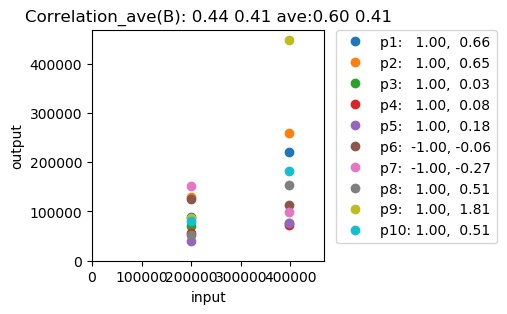 Correlation_ave(B): 0.44 0.41 ave:0.60 0.41
400000
300000
200000
100000
0
output
0 100000 200000 300000 400000
input
p1: 1.00, 0.66
p2: 1.00, 0.65
p3: 1.00, 0.03
p4: 1.00, 0.08
p5: 1.00, 0.18
p6: -1.00, -0.06
p7: -1.00, -0.27
p8: 1.00, 0.51
p9: 1.00, 1.81
p10: 1.00, 0.51